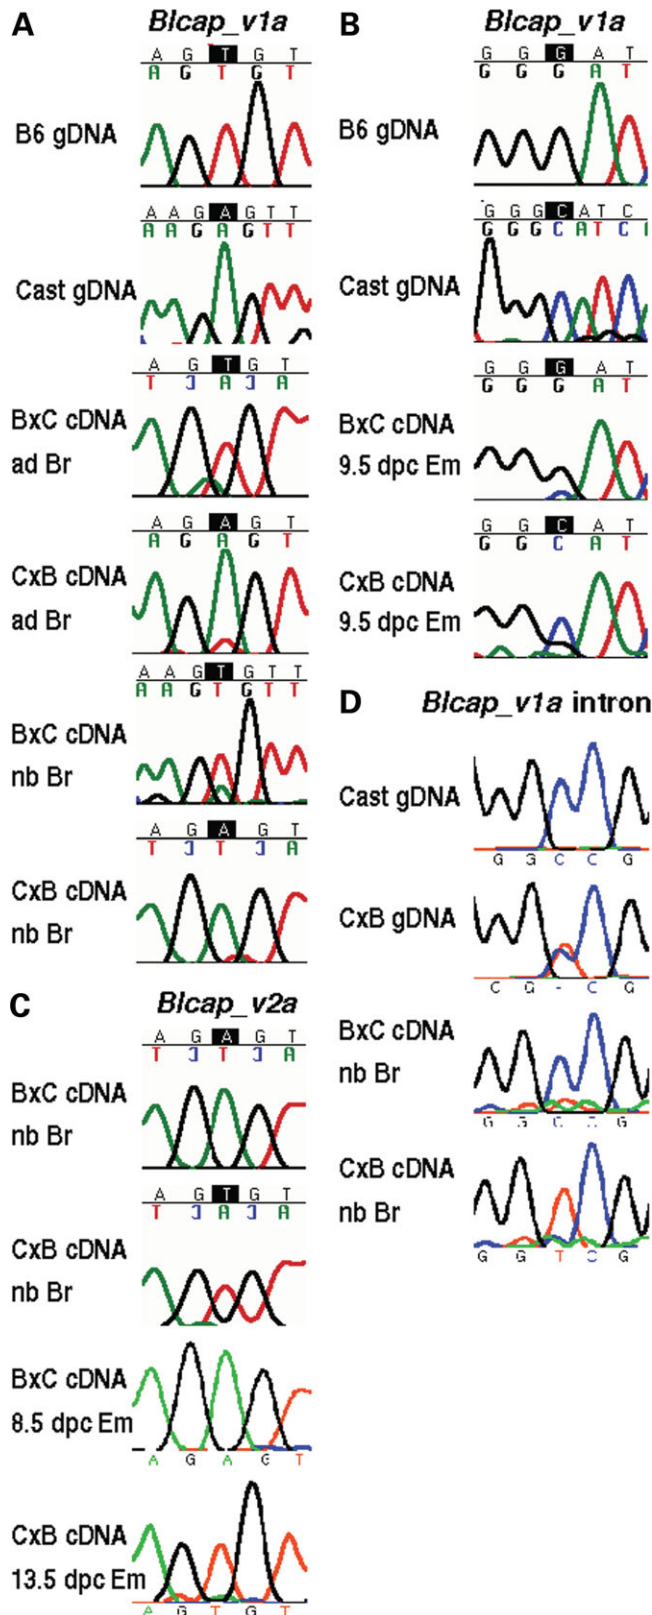 A
Blcap_v1a
A G T G T
A G T G T
B6 gDNA
A A G A G T T
A A G A G T T
Cast gDNA
A G T G T
BxC cDNA
ad Br
A G A G T
A G A G T
CxB cDNA
ad Br
A A G T G T T
A A G T G T T
BxC cDNA
nb Br
A G A G T
CxB cDNA
nb Br
B
Blcap_v1a
G G G A T
G G G A T
B6 gDNA
G G G C A T C
G G G C A T C
Cast gDNA
G G G A T
G G G A T
BxC cDNA
9.5 dpc Em
G G C A T
G G C A T
CxB cDNA
9.5 dpc Em
C
Blcap_v2a
A G A G T
BxC cDNA
nb Br
A G T G T
CxB cDNA
nb Br
BxC cDNA
8.5 dpc Em
A G A G T
CxB cDNA
13.5 dpc Em
A G T G T
D
Blcap_v1a intron
Cast gDNA
G G C C G
CxB gDNA
C G - C G
BxC cDNA
nb Br
CxB cDNA
nb Br
G G T C G